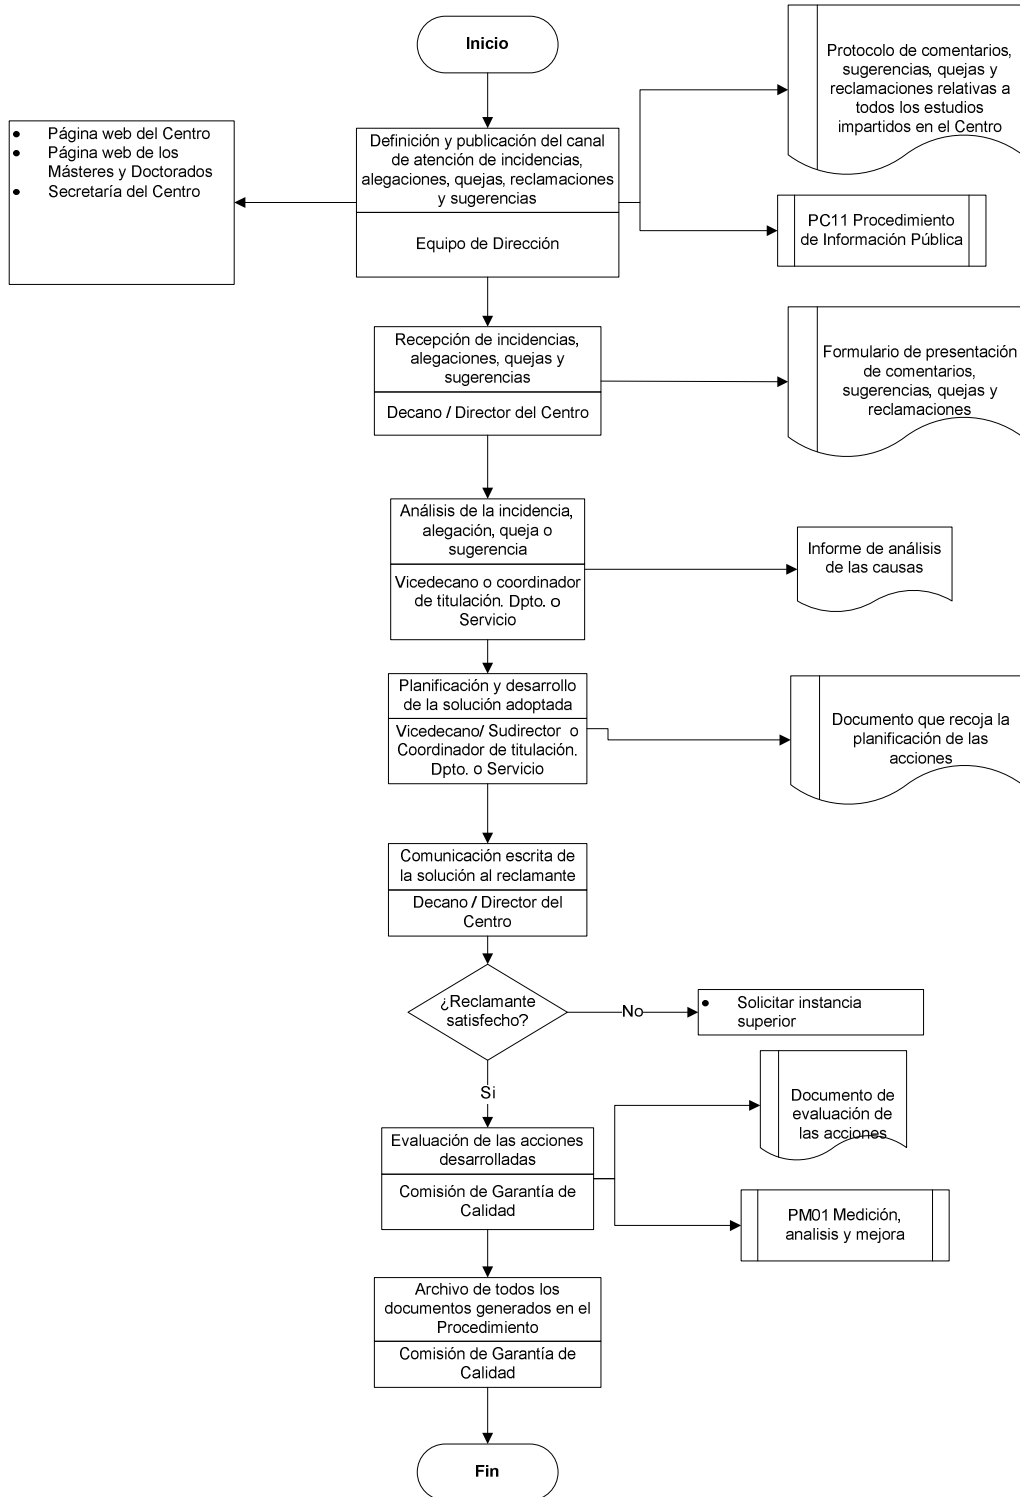 Inicio
Protocolo de comentarios,
sugerencias, quejas y
reclamaciones relativas a
todos los estudios
impartidos en el Centro
• Página web del Centro
• Página web de los
Másteres y Doctorados
• Secretaría del Centro
Definición y publicación del canal
de atención de incidencias,
alegaciones, quejas, reclamaciones
y sugerencias
Equipo de Dirección
PC11 Procedimiento
de Información Pública
Recepción de incidencias,
alegaciones, quejas y
sugerencias
Decano / Director del Centro
Formulario de presentación
de comentarios,
sugerencias, quejas y
reclamaciones
Análisis de la incidencia,
alegación, queja o
sugerencia
Vicedecano o coordinador
de titulación. Dpto. o
Servicio
Informe de análisis
de las causas
Planificación y desarrollo
de la solución adoptada
Vicedecano/ Sudirector o
Coordinador de titulación.
Dpto. o Servicio
Documento que recoja la
planificación de las
acciones
Comunicación escrita de
la solución al reclamante
Decano / Director del
Centro
¿Reclamante
satisfecho?
No
• Solicitar instancia
superior
Si
Evaluación de las acciones
desarrolladas
Comisión de Garantía de
Calidad
Documento de
evaluación de
las acciones
PM01 Medición,
analisis y mejora
Archivo de todos los
documentos generados en el
Procedimiento
Comisión de Garantía de
Calidad
Fin